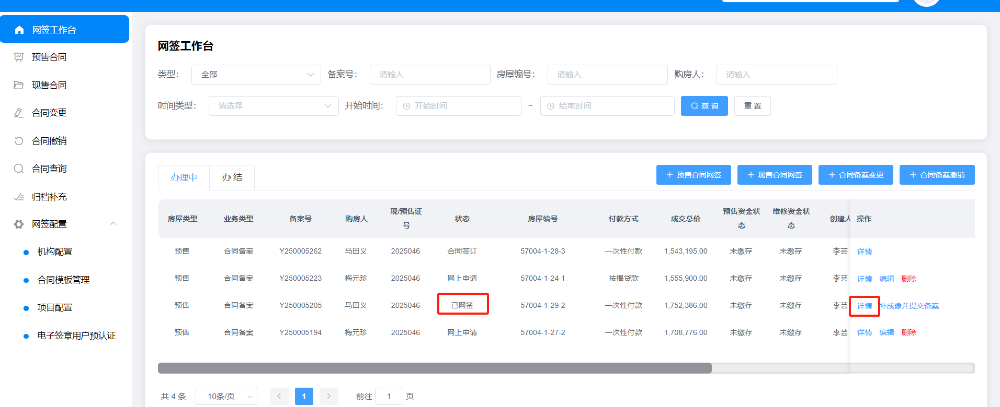 网签工作台
预售合同
现售合同
合同变更
合同撤销
合同查询
归档补充
网签配置
机构配置
合同模板管理
项目配置
电子签章用户预认证
网签工作台
类型： 全部 备案号： 请输入 房屋编号： 请输入 购房人： 请输入
时间类型： 请选择 开始时间： 开始时间 ~ 结束时间 查 询 重 置
办理中 办 结 + 预售合同网签 + 现售合同网签 + 合同备案变更 + 合同备案撤销
房屋类型 业务类型 备案号 购房人 现/预售证号 状态 房屋编号 付款方式 成交总价 预售资金状态 维修资金状态 创建人 操作
预售 合同备案 Y250005262 马田义 2025046 合同签订 57004-1-28-3 一次性付款 1,543,195.00 未缴存 未缴存 李芸 详情
预售 合同备案 Y250005223 梅元珍 2025046 网上申请 57004-1-24-1 按揭贷款 1,555,900.00 未缴存 未缴存 李芸 详情 编辑 删除
预售 合同备案 Y250005205 马田义 2025046 已网签 57004-1-29-2 一次性付款 1,752,386.00 未缴存 未缴存 李芸 详情 补成像并提交备案
预售 合同备案 Y250005194 梅元珍 2025046 网上申请 57004-1-27-2 一次性付款 1,708,776.00 未缴存 未缴存 李芸 详情 编辑 删除
共 4 条 10条/页 1 前往 1 页